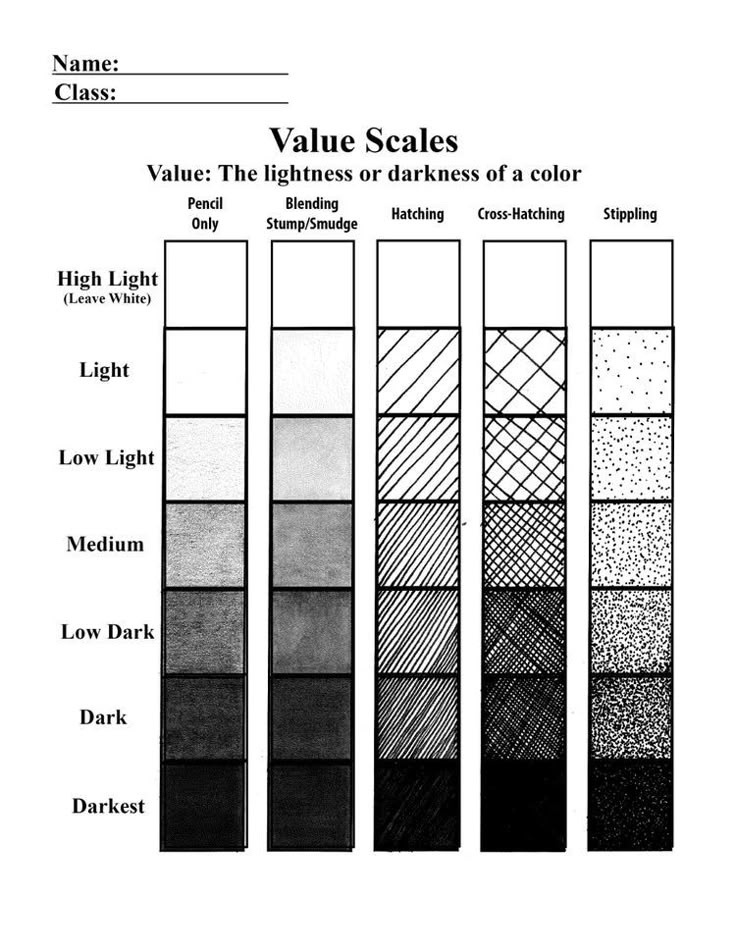 Name:
Class:
Value Scales
Value: The lightness or darkness of a color
Pencil
Only
Blending
Stump/Smudge
Hatching
Cross-Hatching
Stippling
High Light
(Leave White)
Light
Low Light
Medium
Low Dark
Dark
Darkest